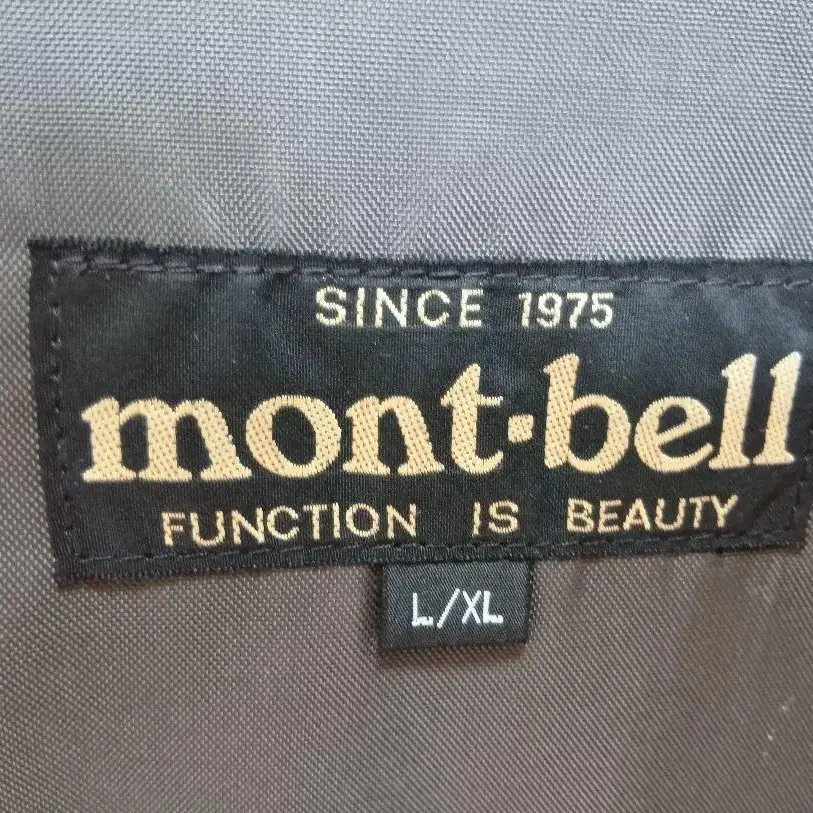 SINCE 1975
mont·bell
FUNCTION IS BEAUTY
L/XL